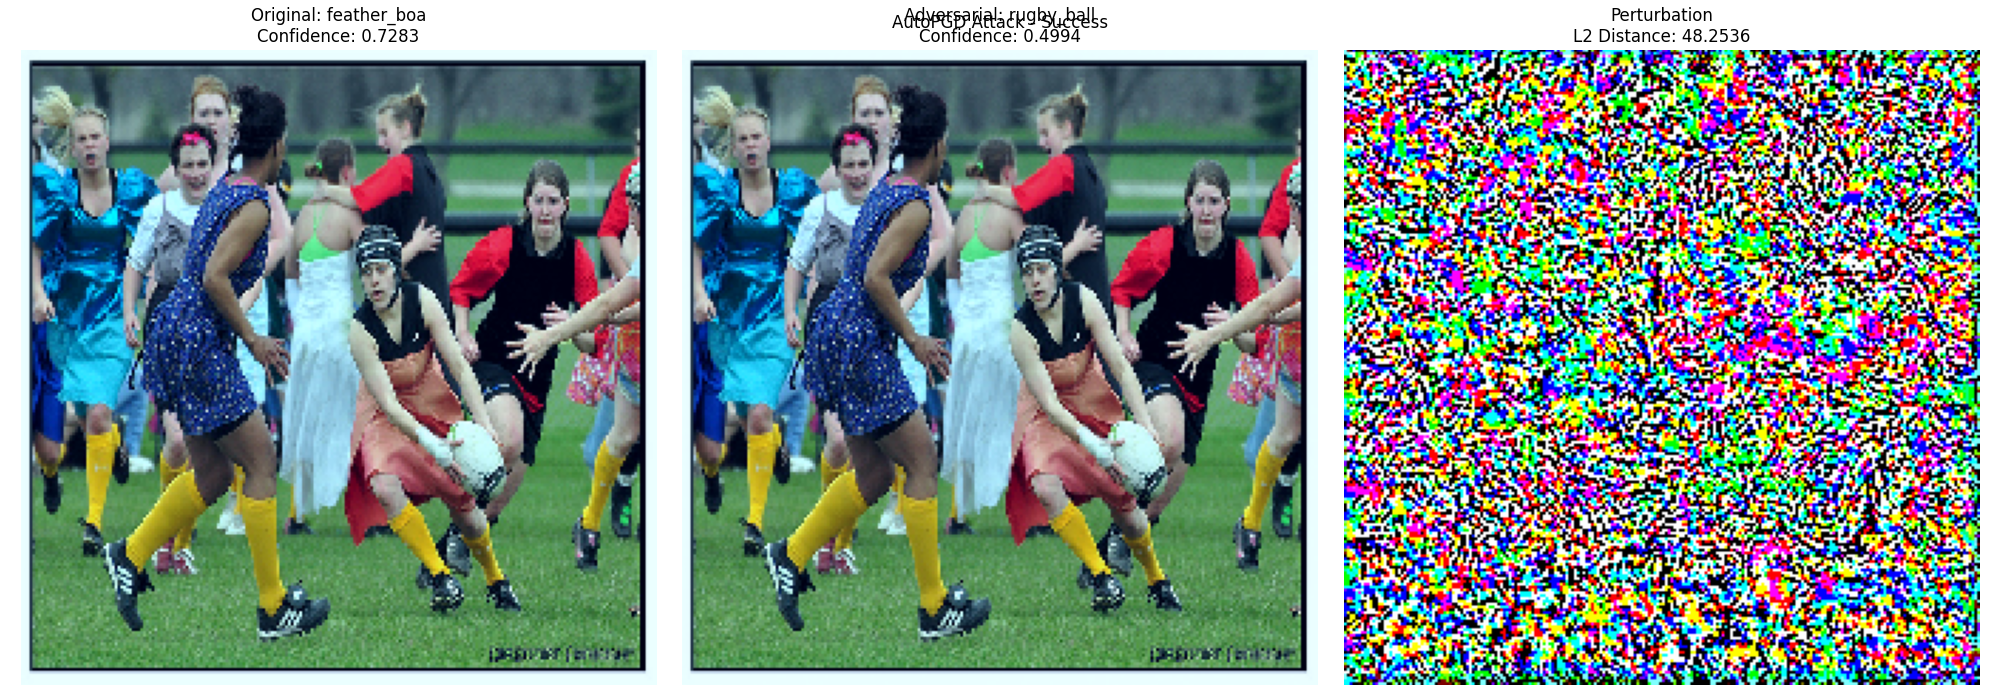 Original: feather_boa
Confidence: 0.7283
Adversarial: rugby_ball
AutoPGD Attack - Success
Confidence: 0.4994
Perturbation
L2 Distance: 48.2536